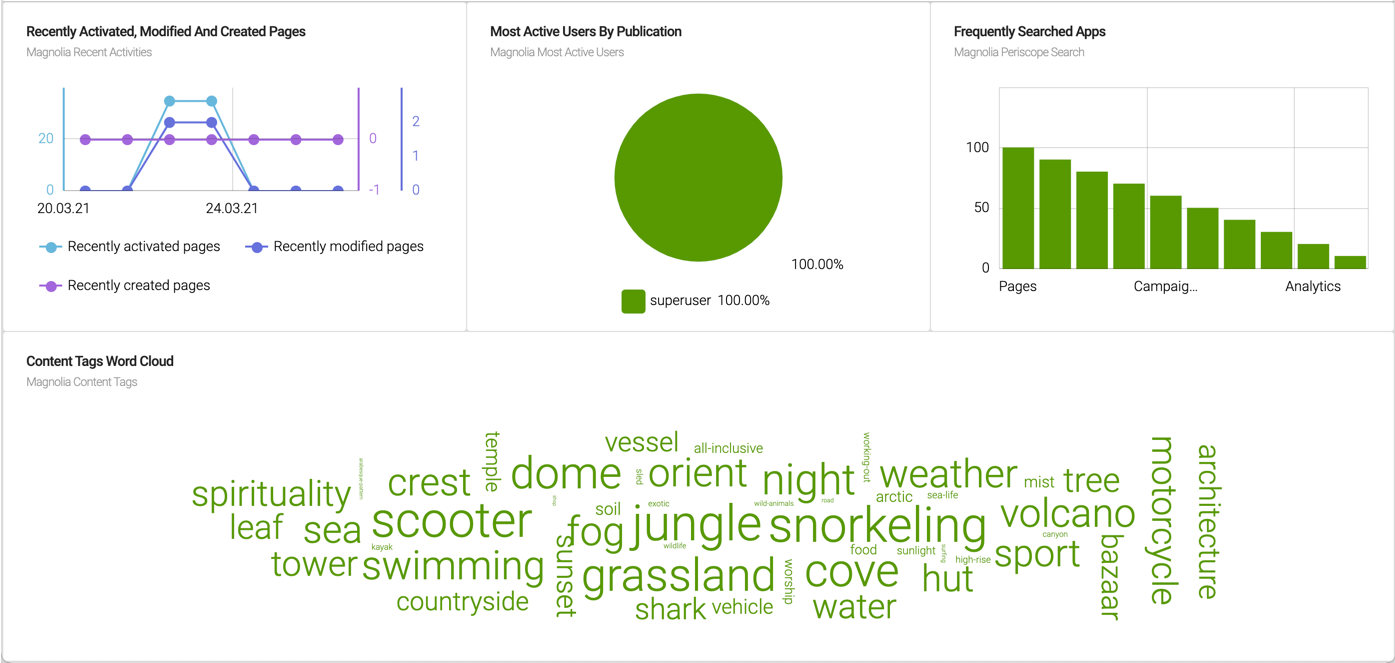 Recently Activated, Modified And Created Pages
Magnolia Recent Activities
20
0
0
-1
2
1
0
20.03.21
24.03.21
Recently activated pages
Recently modified pages
Recently created pages
Most Active Users By Publication
Magnolia Most Active Users
100.00%
superuser 100.00%
Frequently Searched Apps
Magnolia Periscope Search
100
50
0
Pages
Campaig...
Analytics
Content Tags Word Cloud
Magnolia Content Tags
spirituality
leaf
sea
tower
crest
temple
scooter
kayak
swimming
countryside
dome
vessel
all-inclusive
sled
orient
soil
exotic
fog
jungle
wildlife
sunset
grassland
shark
vehicle
worship
night
wild-animals
road
working-out
snorkeling
weather
arctic
sea-life
mist
tree
volcano
canyon
food
sunlight
surfing
high-rise
sport
cove
hut
water
bazaar
motorcycle
architecture